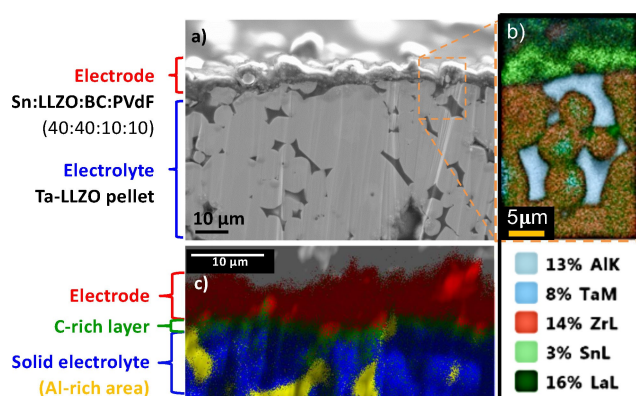 a)
b)
Electrode
Sn:LLZO:BC:PVdF
(40:40:10:10)
Electrolyte
Ta-LLZO pellet
10 μm
5μm
10 μm
c)
Electrode
C-rich layer
Solid electrolyte
(Al-rich area)
13% AlK
8% TaM
14% ZrL
3% SnL
16% LaL